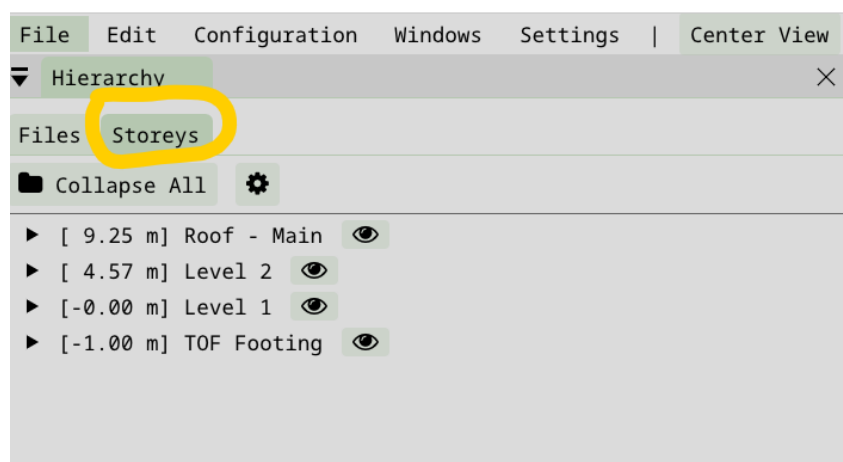 File Edit Configuration Windows Settings | Center View
Hierarchy
Files Storeys
Collapse All
[ 9.25 m] Roof - Main
[ 4.57 m] Level 2
[-0.00 m] Level 1
[-1.00 m] TOF Footing